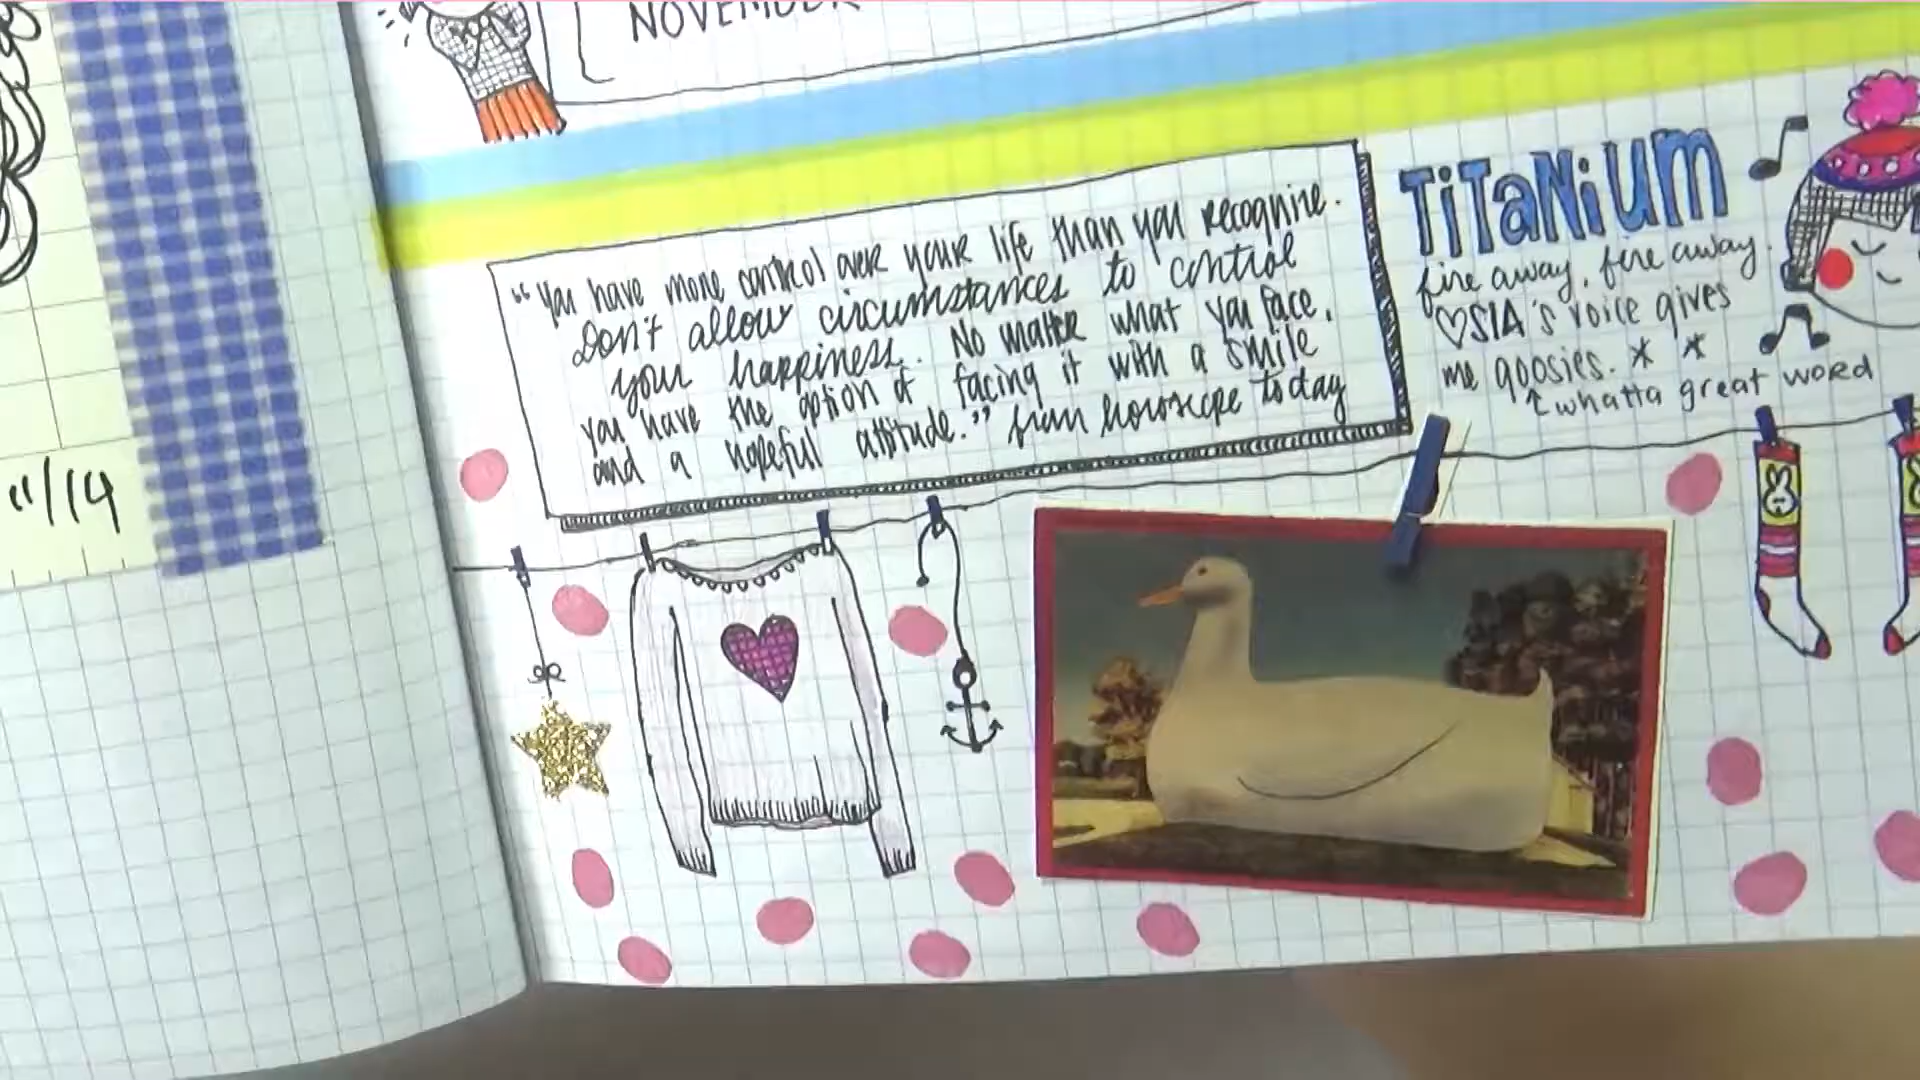 NOVEMBER
"You have more control over your life than you recognize.
Don't allow circumstances to control
your happiness. No matter what you face,
you have the option of facing it with a smile
and a hopeful attitude." from horoscope today
TiTaNiUm
fire away, fire away.
♡SIA's voice gives
me goosies. * *
↑ whatta great word
11/14